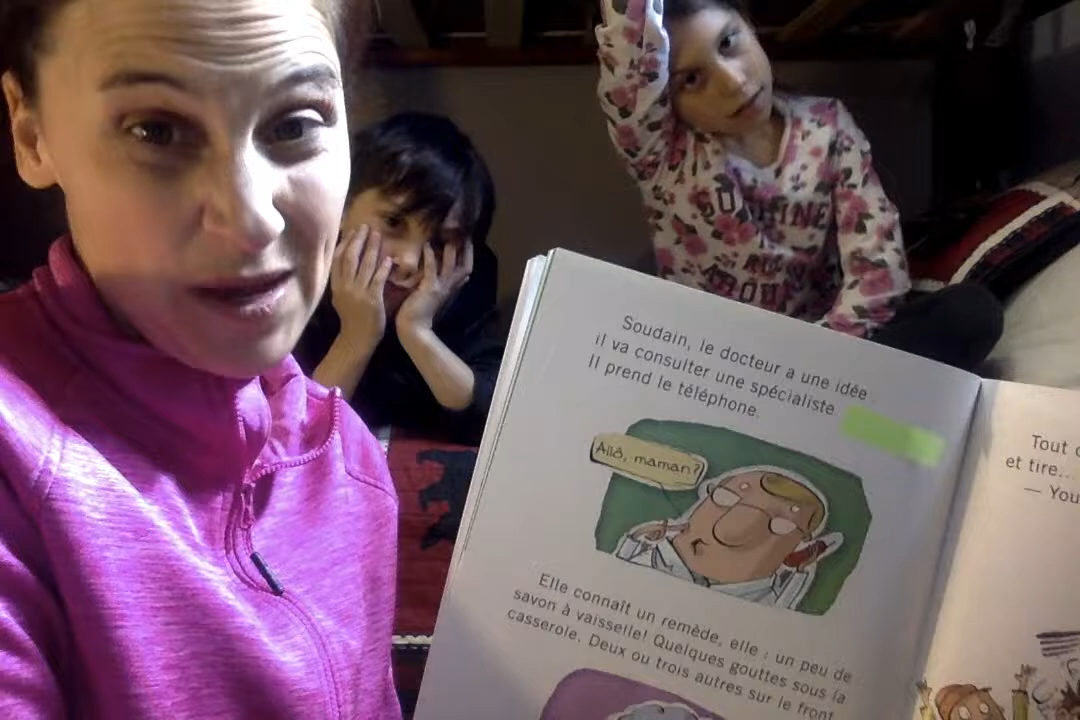 SUNSHINE
Soudain, le docteur a une idée
il va consulter une spécialiste.
Il prend le téléphone.
Allô, maman?
Elle connaît un remède, elle : un peu de
savon à vaisselle! Quelques gouttes sous la
casserole. Deux ou trois autres sur le front
Tout
et tire...
— You